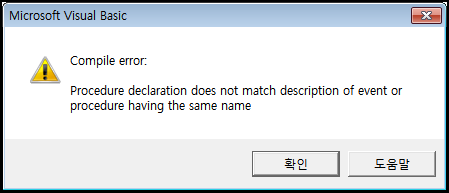 Microsoft Visual Basic
Compile error:
Procedure declaration does not match description of event or
procedure having the same name
확인
도움말